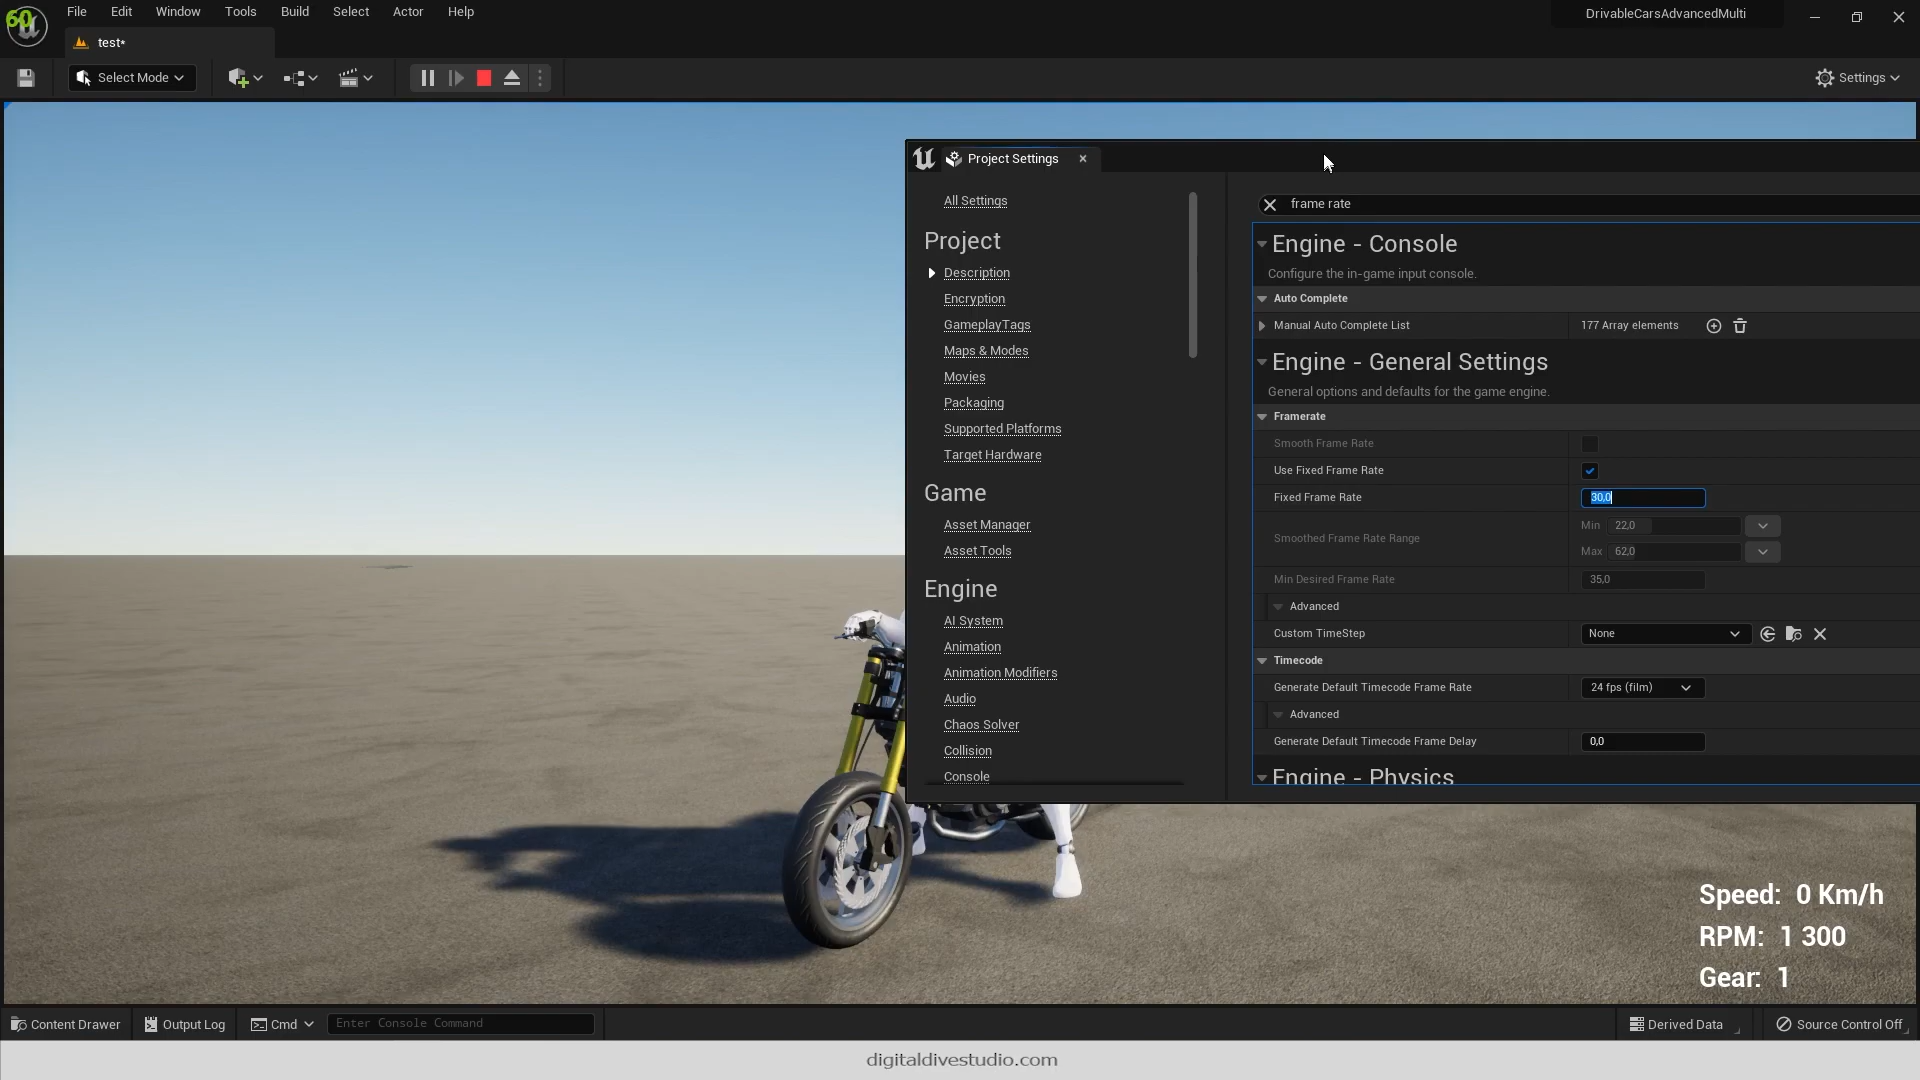 60
File Edit Window Tools Build Select Actor Help
DrivableCarsAdvancedMulti
test*
Select Mode
Settings
Project Settings
All Settings
Project
Description
Encryption
GameplayTags
Maps & Modes
Movies
Packaging
Supported Platforms
Target Hardware
Game
Asset Manager
Asset Tools
Engine
AI System
Animation
Animation Modifiers
Audio
Chaos Solver
Collision
Console
frame rate
Engine - Console
Configure the in-game input console.
Auto Complete
Manual Auto Complete List 177 Array elements
Engine - General Settings
General options and defaults for the game engine.
Framerate
Smooth Frame Rate
Use Fixed Frame Rate
Fixed Frame Rate 30,0
Smoothed Frame Rate Range
Min 22,0
Max 62,0
Min Desired Frame Rate 35,0
Advanced
Custom TimeStep None
Timecode
Generate Default Timecode Frame Rate 24 fps (film)
Advanced
Generate Default Timecode Frame Delay 0,0
Engine - Physics
Speed: 0 Km/h
RPM: 1 300
Gear: 1
Content Drawer Output Log Cmd Enter Console Command Derived Data Source Control Off
digitaldivestudio.com